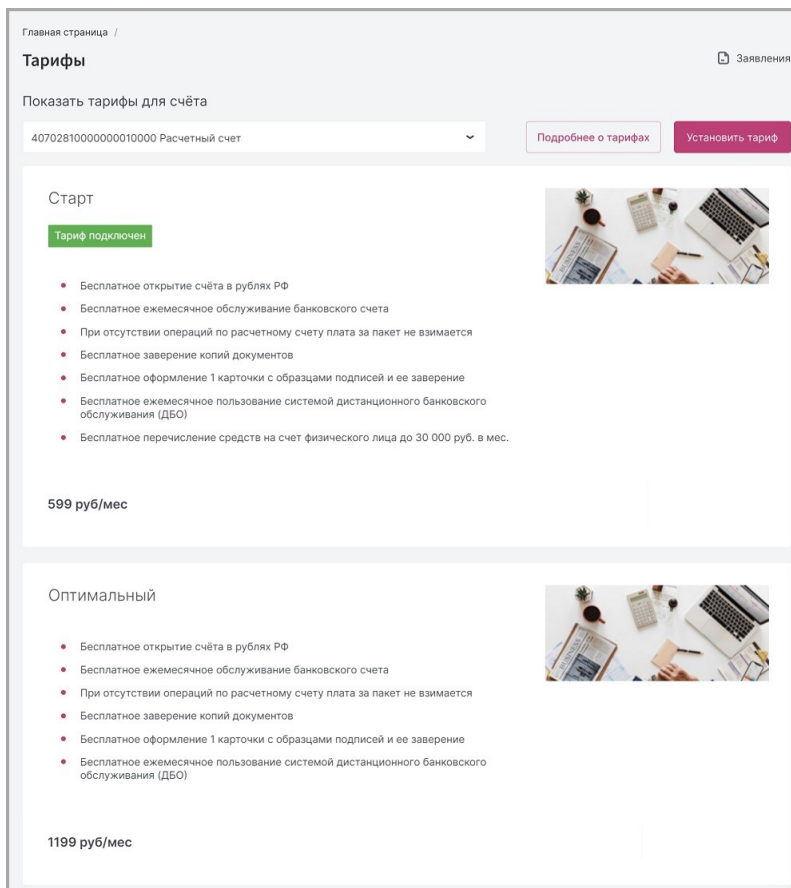 Главная страница /
Тарифы
Заявления
Показать тарифы для счёта
40702810000000010000 Расчетный счет
Подробнее о тарифах
Установить тариф
Старт
Тариф подключен
Бесплатное открытие счёта в рублях РФ
Бесплатное ежемесячное обслуживание банковского счета
При отсутствии операций по расчетному счету плата за пакет не взимается
Бесплатное заверение копий документов
Бесплатное оформление 1 карточки с образцами подписей и ее заверение
Бесплатное ежемесячное пользование системой дистанционного банковского
обслуживания (ДБО)
Бесплатное перечисление средств на счет физического лица до 30 000 руб. в мес.
BUSINESS
599 руб/мес
Оптимальный
Бесплатное открытие счёта в рублях РФ
Бесплатное ежемесячное обслуживание банковского счета
При отсутствии операций по расчетному счету плата за пакет не взимается
Бесплатное заверение копий документов
Бесплатное оформление 1 карточки с образцами подписей и ее заверение
Бесплатное ежемесячное пользование системой дистанционного банковского
обслуживания (ДБО)
BUSINESS
1199 руб/мес